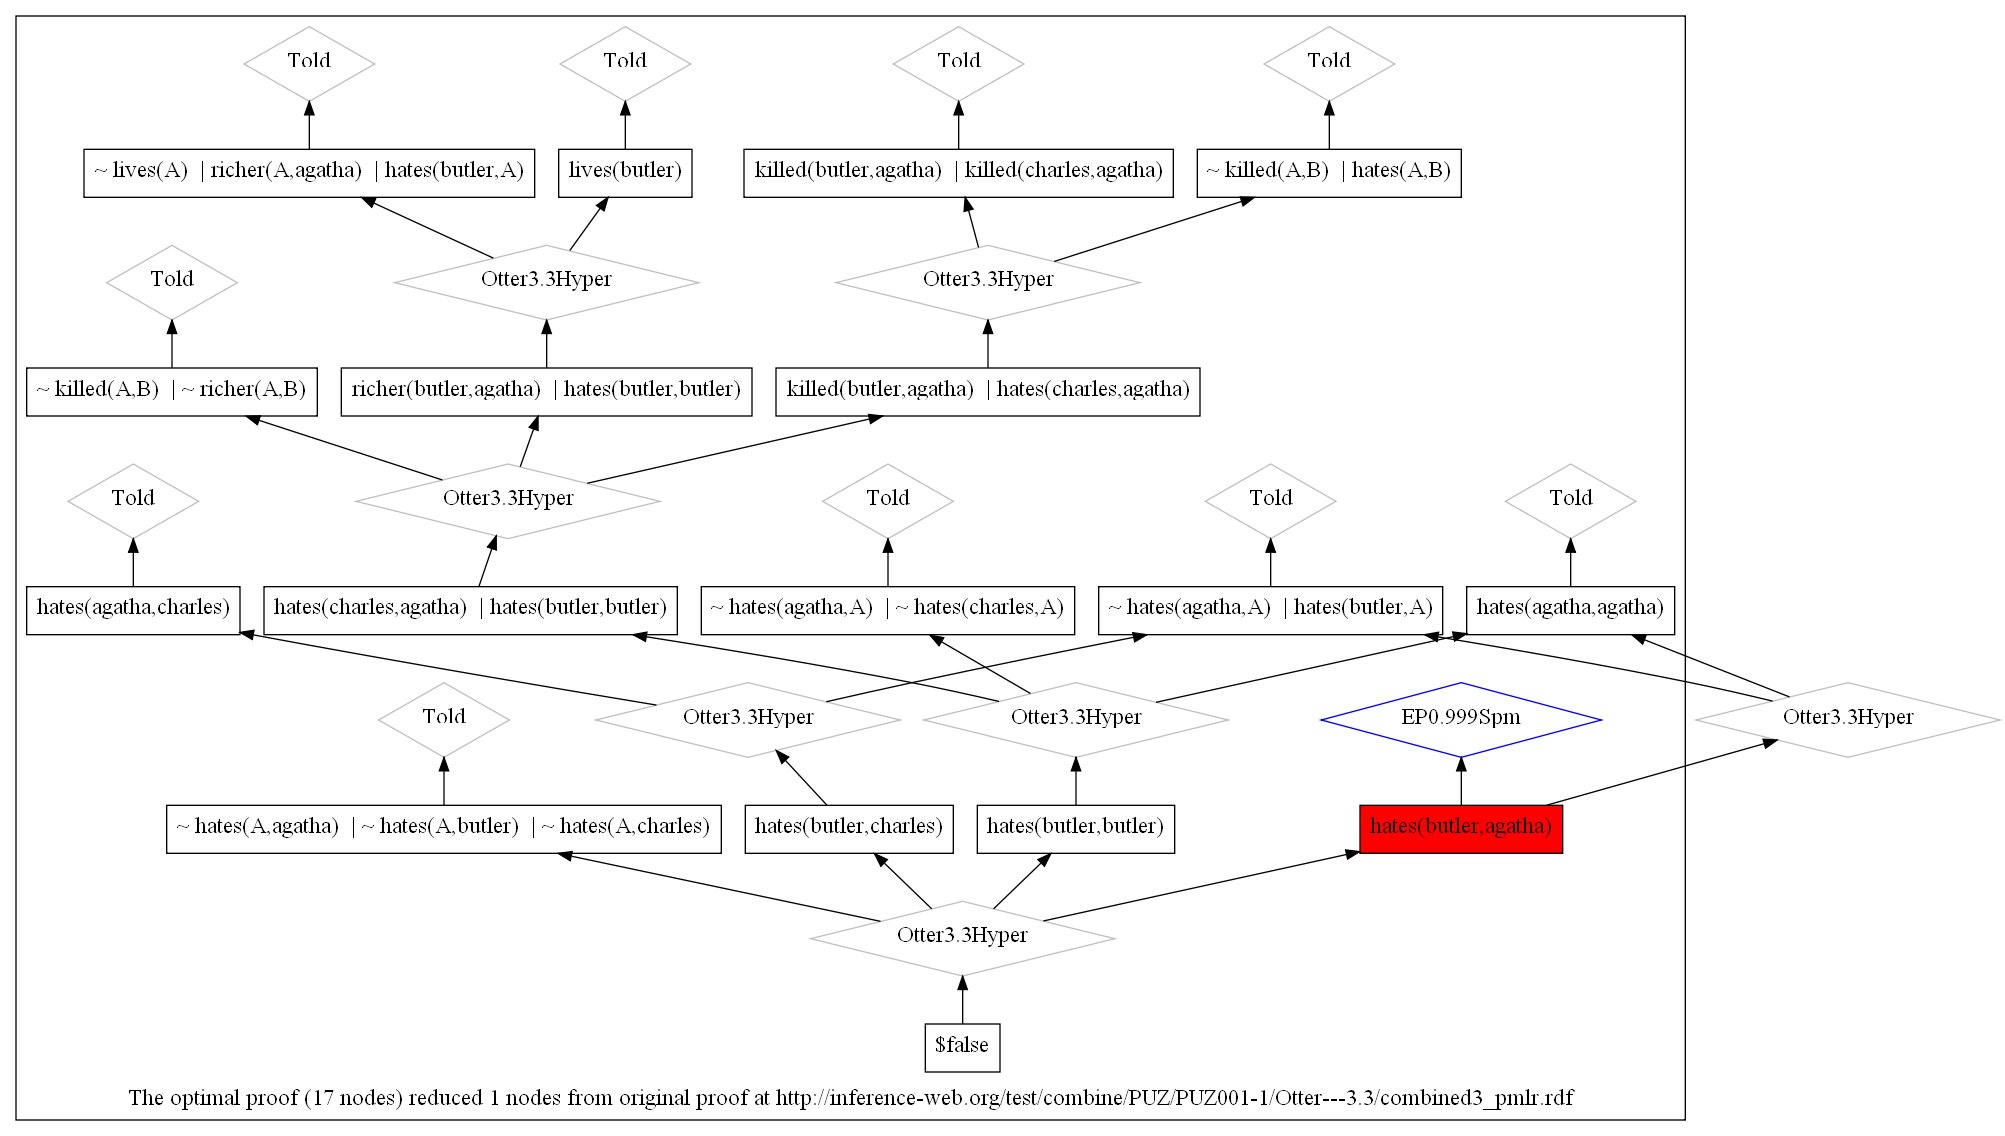 Told
Told
Told
Told
~ lives(A) | richer(A,agatha) | hates(butler,A)
lives(butler)
killed(butler,agatha) | killed(charles,agatha)
~ killed(A,B) | hates(A,B)
Told
Otter3.3Hyper
Otter3.3Hyper
~ killed(A,B) | ~ richer(A,B)
richer(butler,agatha) | hates(butler,butler)
killed(butler,agatha) | hates(charles,agatha)
Told
Otter3.3Hyper
Told
Told
Told
hates(agatha,charles)
hates(charles,agatha) | hates(butler,butler)
~ hates(agatha,A) | ~ hates(charles,A)
~ hates(agatha,A) | hates(butler,A)
hates(agatha,agatha)
Told
Otter3.3Hyper
Otter3.3Hyper
EP0.999Spm
Otter3.3Hyper
~ hates(A,agatha) | ~ hates(A,butler) | ~ hates(A,charles)
hates(butler,charles)
hates(butler,butler)
hates(butler,agatha)
Otter3.3Hyper
$false
The optimal proof (17 nodes) reduced 1 nodes from original proof at http://inference-web.org/test/combine/PUZ/PUZ001-1/Otter---3.3/combined3_pmlr.rdf